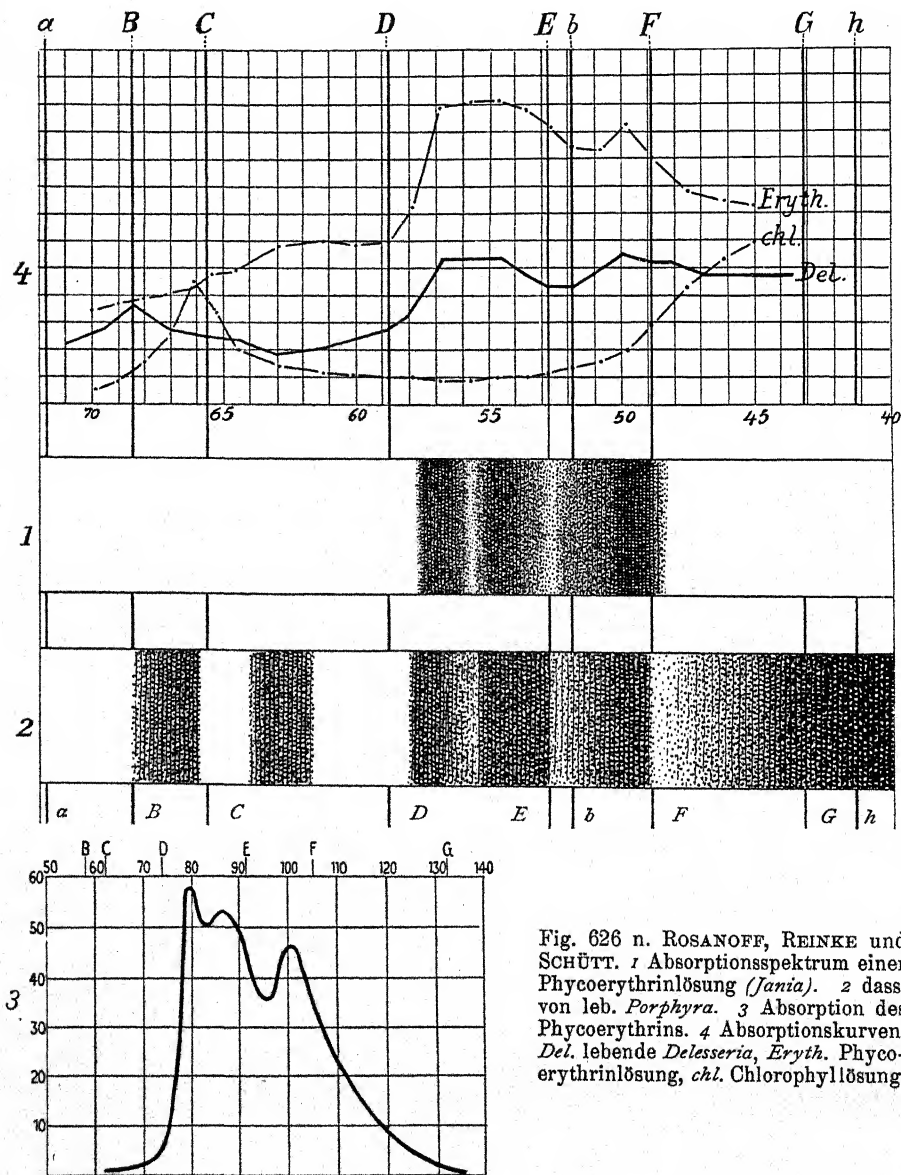 a B C D E b F G h
Eryth.
chl.
Del.
4
70 65 60 55 50 45 40
1
2
a B C D E b F G h
B C D E F G
50 60 70 80 90 100 110 120 130 140
60
50
40
3
30
20
10
Fig. 626 n. ROSANOFF, REINKE und
SCHÜTT. 1 Absorptionsspektrum einer
Phycoerythrinlösung (Jania). 2 dass.
von leb. Porphyra. 3 Absorption des
Phycoerythrins. 4 Absorptionskurven
Del. lebende Delesseria, Eryth. Phyco-
erythrinlösung, chl. Chlorophyllösung